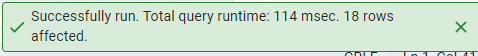 Successfully run. Total query runtime: 114 msec. 18 rows
affected.